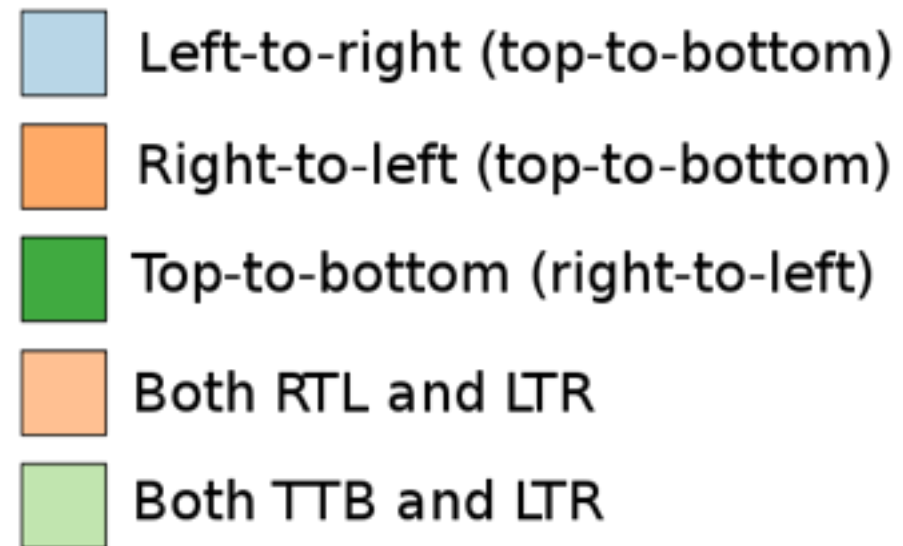 Left-to-right (top-to-bottom)
Right-to-left (top-to-bottom)
Top-to-bottom (right-to-left)
Both RTL and LTR
Both TTB and LTR